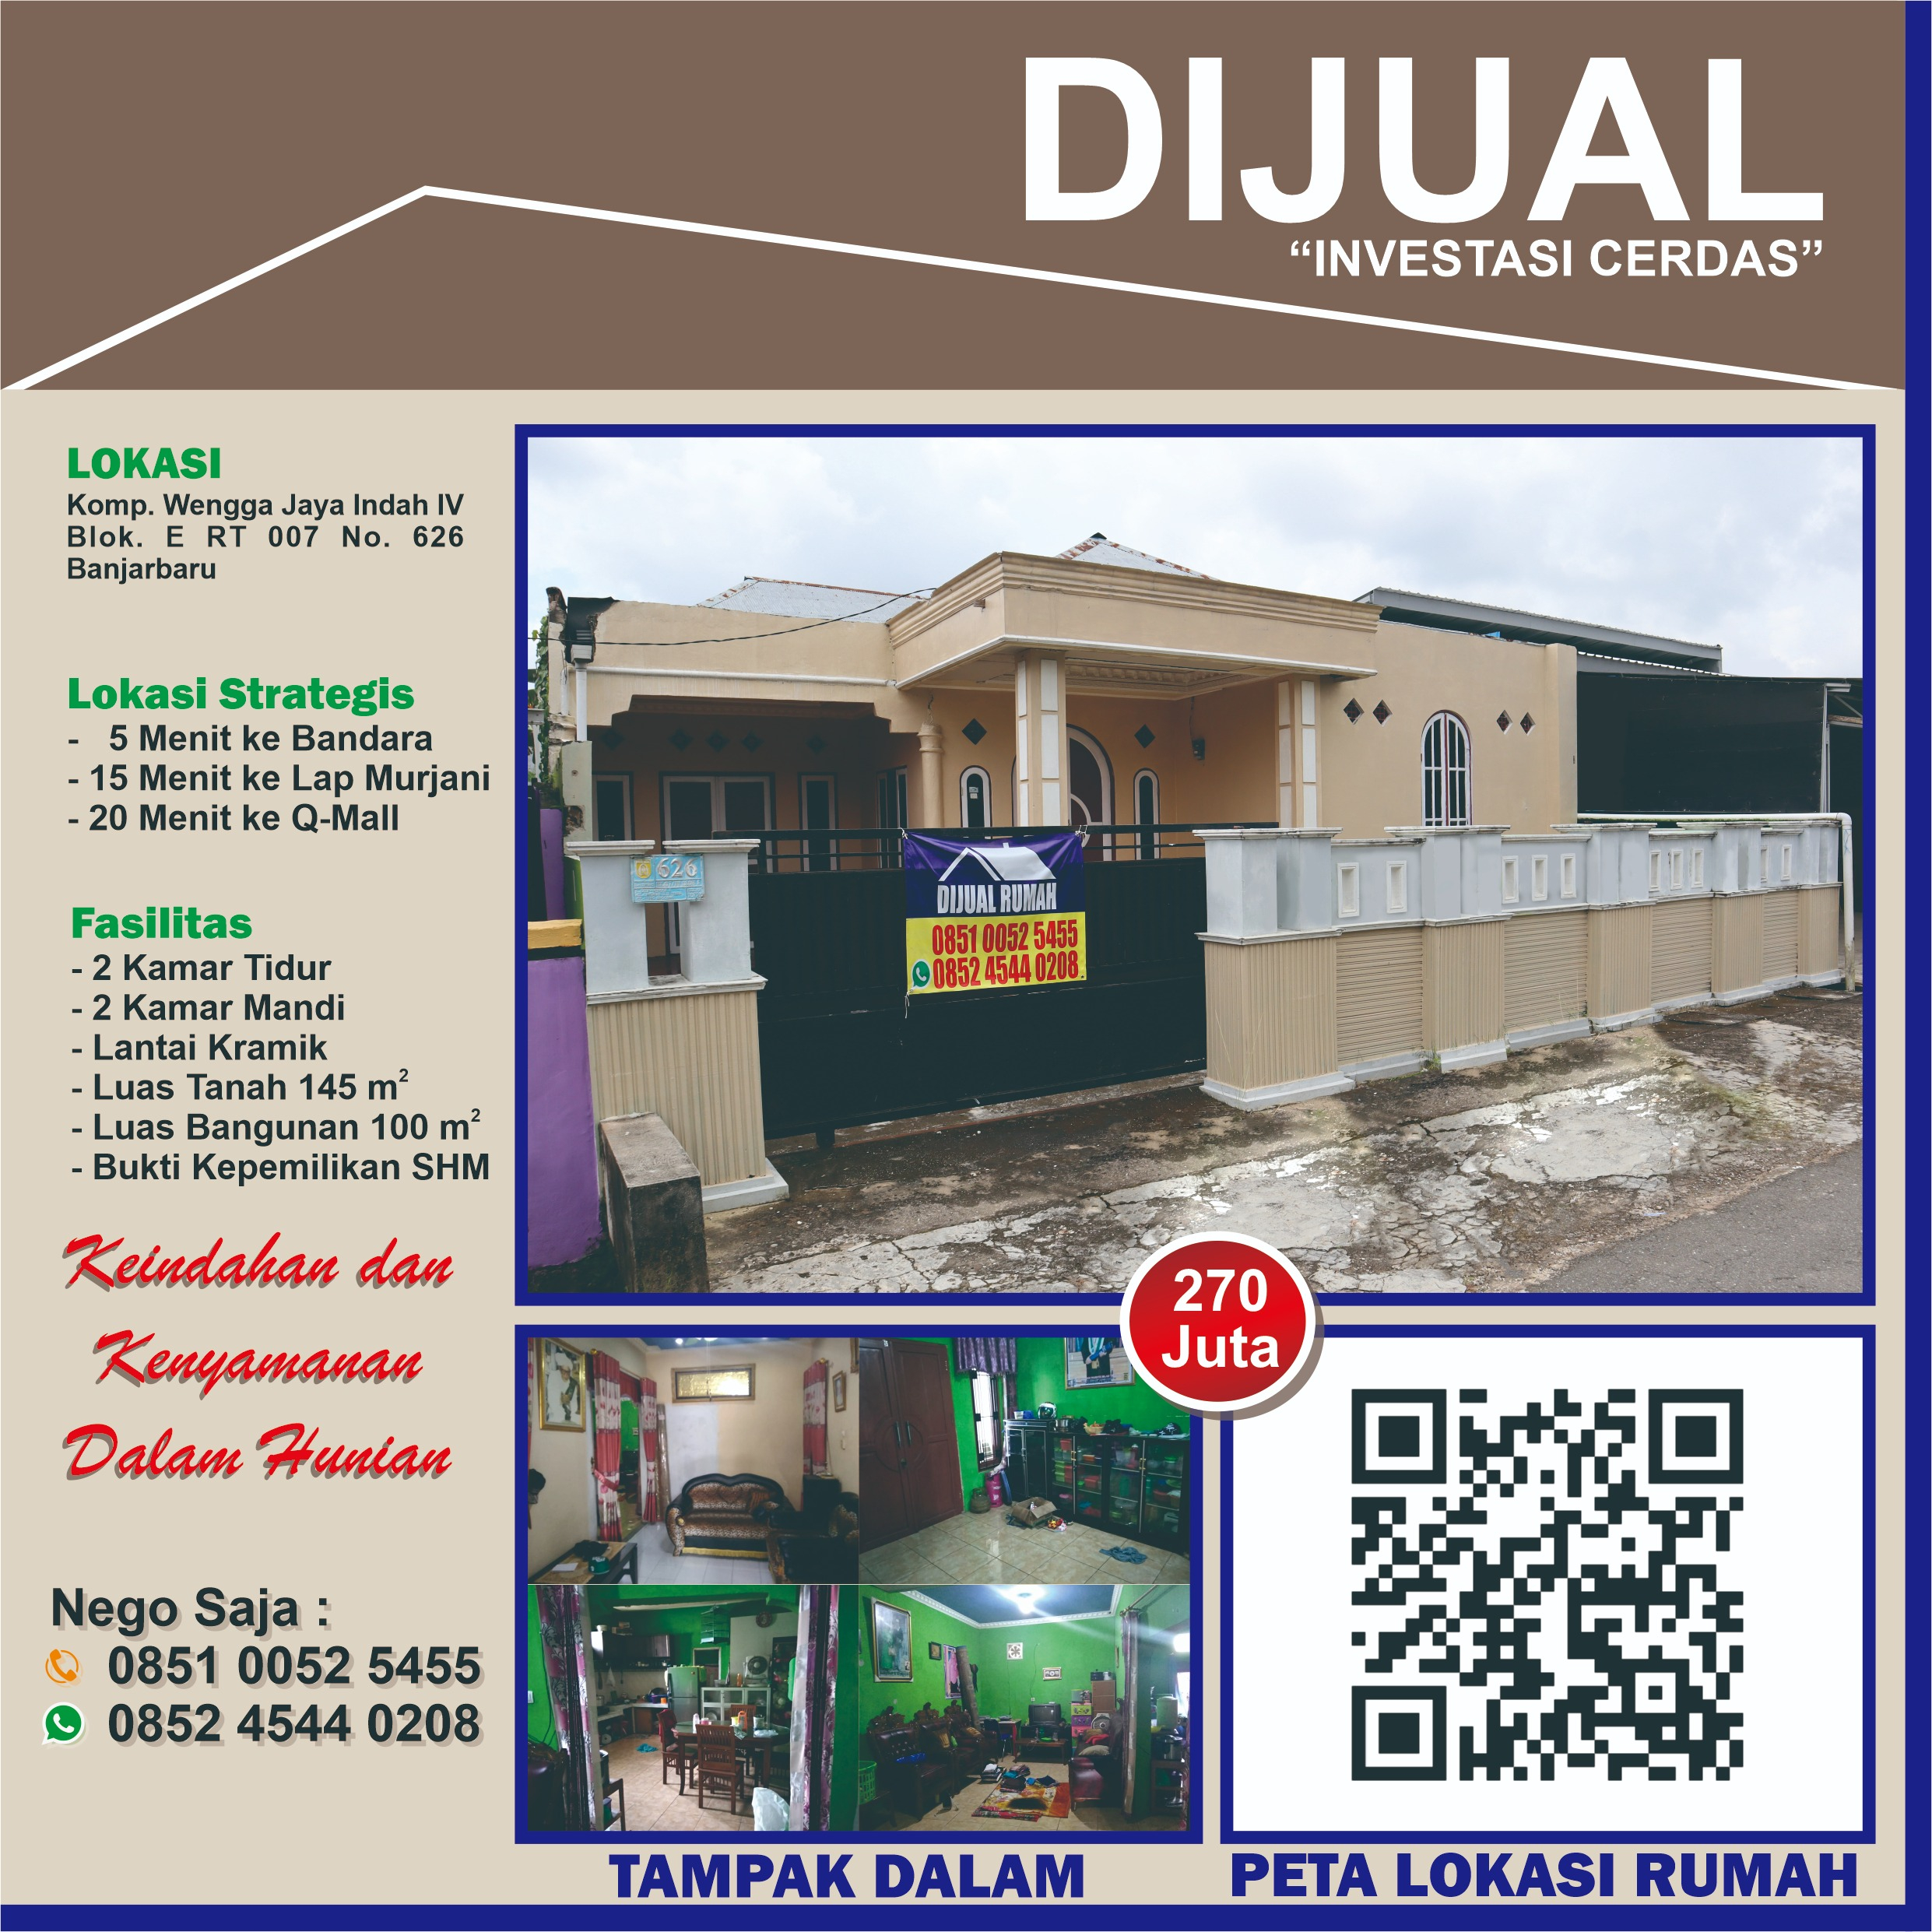 DIJUAL
“INVESTASI CERDAS”
LOKASI
Komp. Wengga Jaya Indah IV
Blok. E RT 007 No. 626
Banjarbaru
Lokasi Strategis
- 5 Menit ke Bandara
- 15 Menit ke Lap Murjani
- 20 Menit ke Q-Mall
Fasilitas
- 2 Kamar Tidur
- 2 Kamar Mandi
- Lantai Kramik
- Luas Tanah 145 m²
- Luas Bangunan 100 m²
- Bukti Kepemilikan SHM
Keindahan dan
Kenyamanan
Dalam Hunian
Nego Saja :
0851 0052 5455
0852 4544 0208
626
DIJUAL RUMAH
0851 0052 5455
0852 4544 0208
270
Juta
TAMPAK DALAM
PETA LOKASI RUMAH